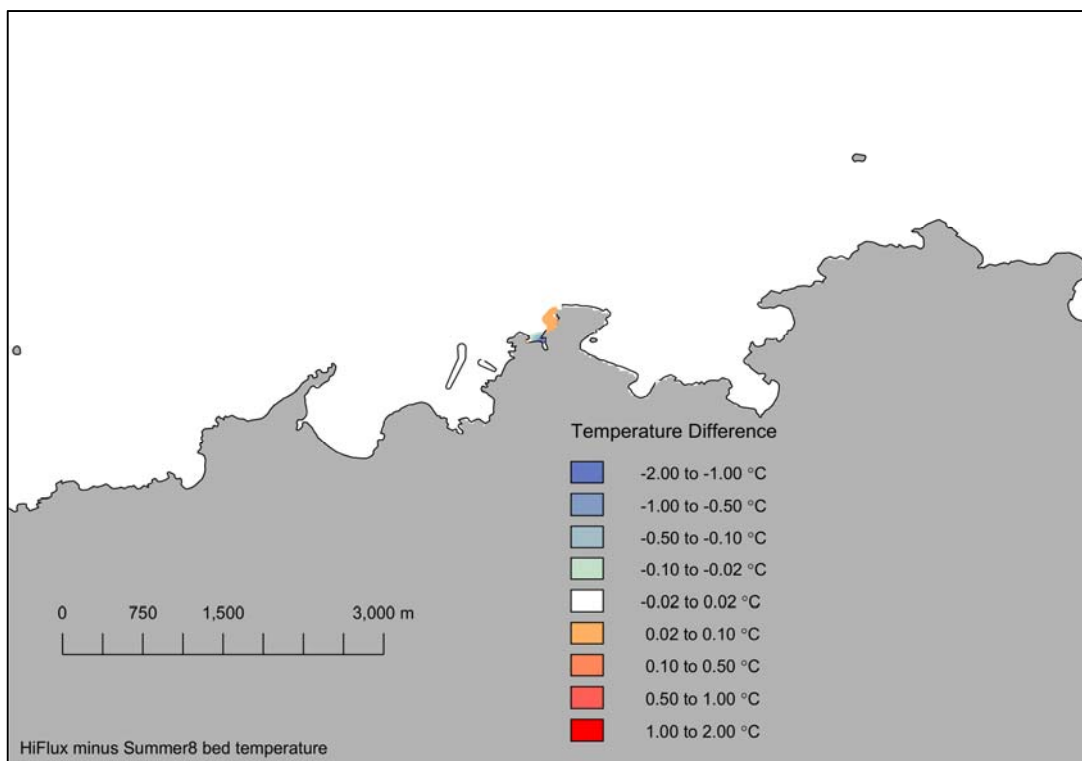 Temperature Difference
-2.00 to -1.00 °C
-1.00 to -0.50 °C
-0.50 to -0.10 °C
-0.10 to -0.02 °C
-0.02 to 0.02 °C
0.02 to 0.10 °C
0.10 to 0.50 °C
0.50 to 1.00 °C
1.00 to 2.00 °C
0 750 1,500 3,000 m
HiFlux minus Summer8 bed temperature